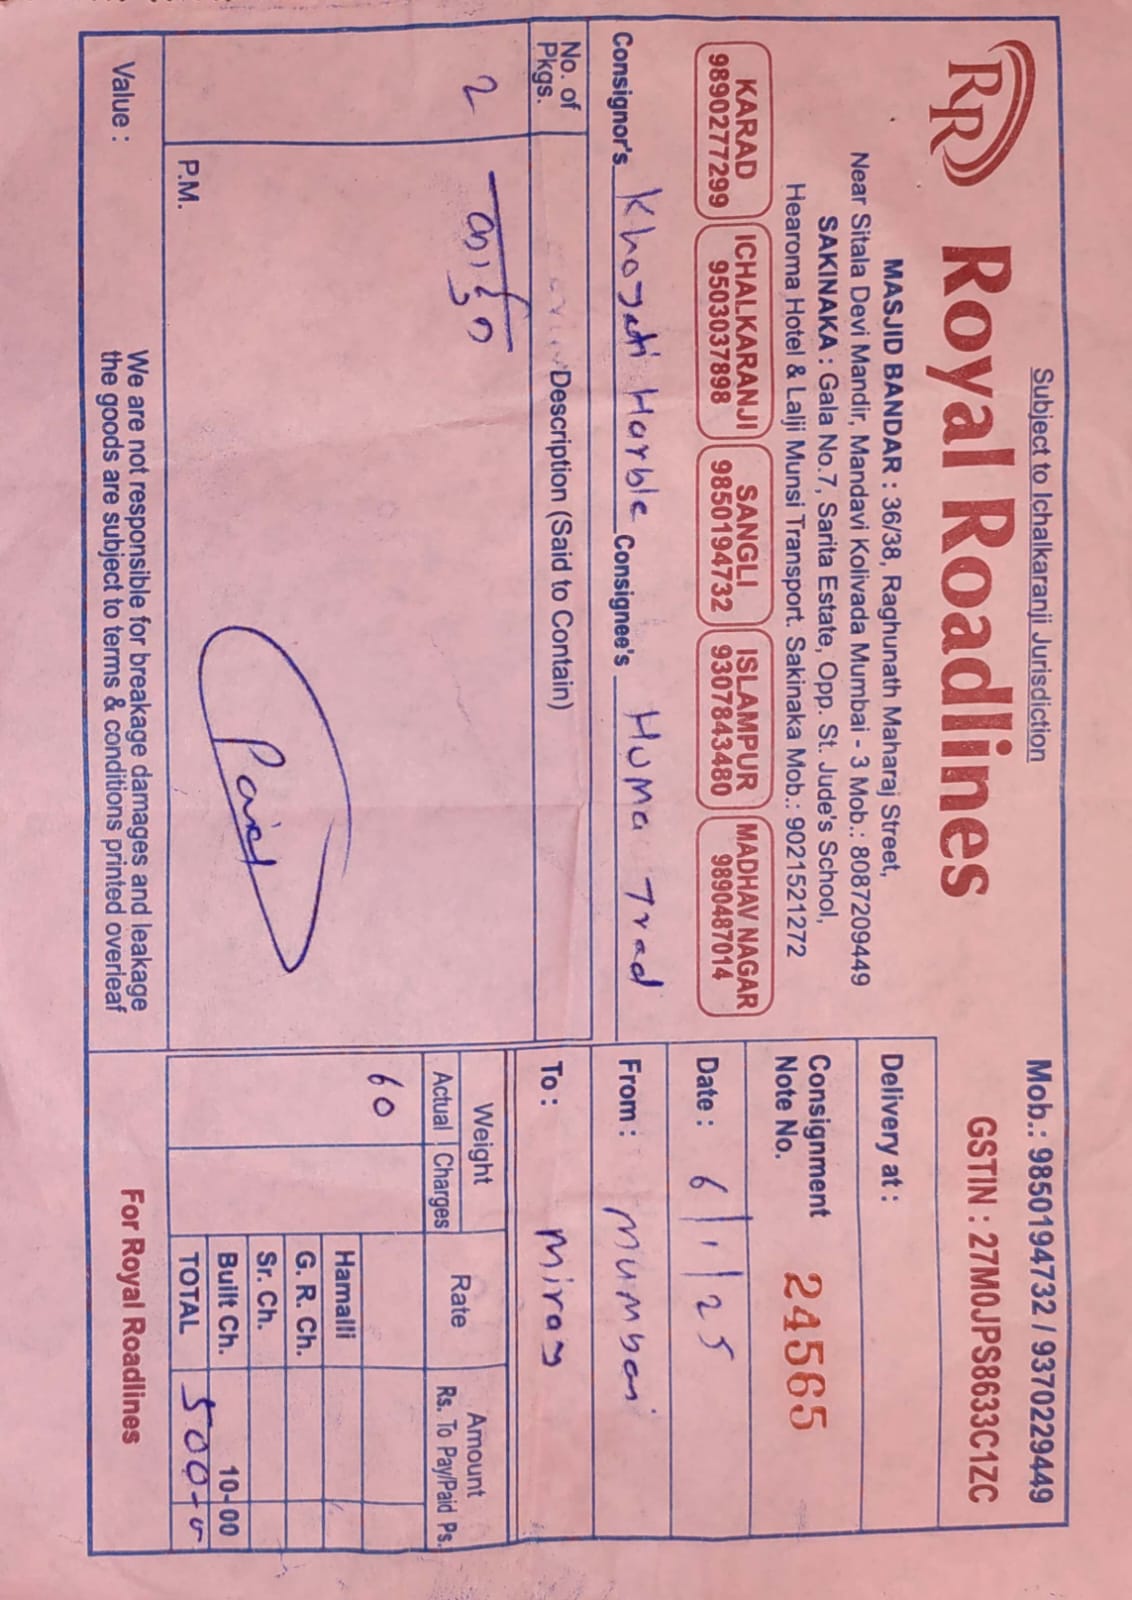 Subject to Ichalkaranji Jurisdiction
Mob.: 9850194732 / 9370229449
RR Royal Roadlines
GSTIN : 27M0JPS8633C1ZC
MASJID BANDAR : 36/38, Raghunath Maharaj Street,
Near Sitala Devi Mandir, Mandavi Kolivada Mumbai - 3 Mob.: 8087209449
SAKINAKA : Gala No.7, Sarita Estate, Opp. St. Jude's School,
Hearoma Hotel & Lalji Munsi Transport. Sakinaka Mob.: 9021521272
Delivery at :
Consignment
Note No. 24565
KARAD
9890277299
ICHALKARANJI
9503037898
SANGLI
9850194732
ISLAMPUR
9307843480
MADHAV NAGAR
9890487014
Date : 6/1/25
Consignor's Khoyati Harble Consignee's Huma Trad
From : Mumbai
No. of
Pkgs.
Description (Said to Contain)
To : Miraj
Weight
Actual Charges
Rate
Amount
Rs. To Pay/Paid Ps.
2
60
Hamalli
G. R. Ch.
Sr. Ch.
Built Ch. 10-00
P.M.
Paid
TOTAL 500-0
Value :
We are not responsible for breakage damages and leakage
the goods are subject to terms & conditions printed overleaf
For Royal Roadlines